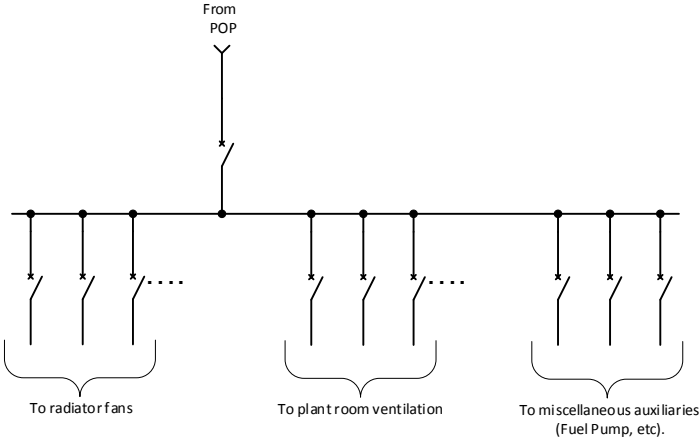 From
POP
To radiator fans
To plant room ventilation
To miscellaneous auxiliaries
(Fuel Pump, etc).